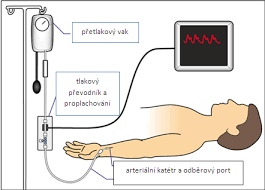 přetlakový vak
tlakový
převodník a
proplachování
arteriální katétr a odběrový port